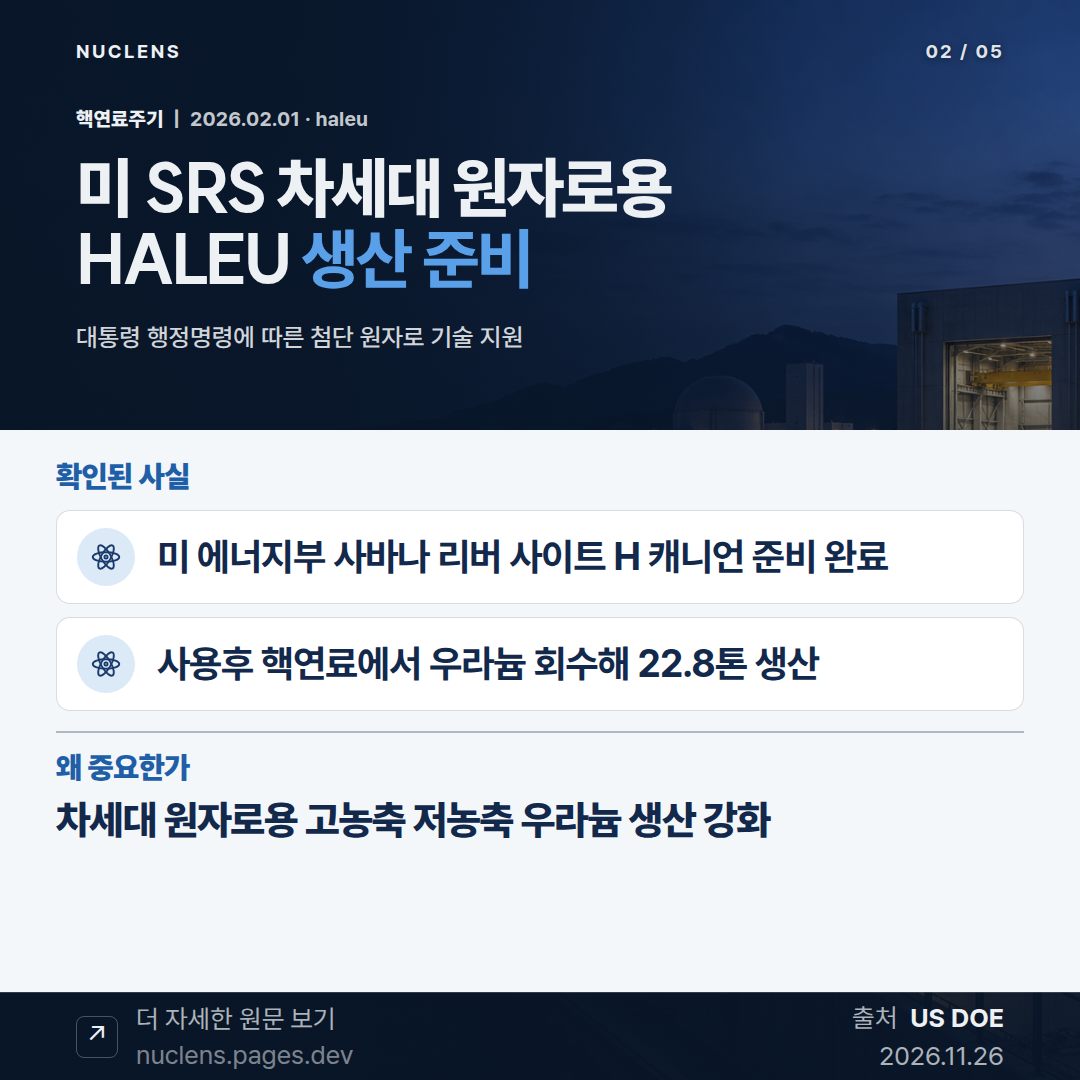 NUCLENS
02 / 05
핵연료주기 | 2026.02.01 · haleu
미 SRS 차세대 원자로용
HALEU 생산 준비
대통령 행정명령에 따른 첨단 원자로 기술 지원
확인된 사실
미 에너지부 사바나 리버 사이트 H 캐니언 준비 완료
사용후 핵연료에서 우라늄 회수해 22.8톤 생산
왜 중요한가
차세대 원자로용 고농축 저농축 우라늄 생산 강화
더 자세한 원문 보기
nuclens.pages.dev
출처 US DOE
2026.11.26